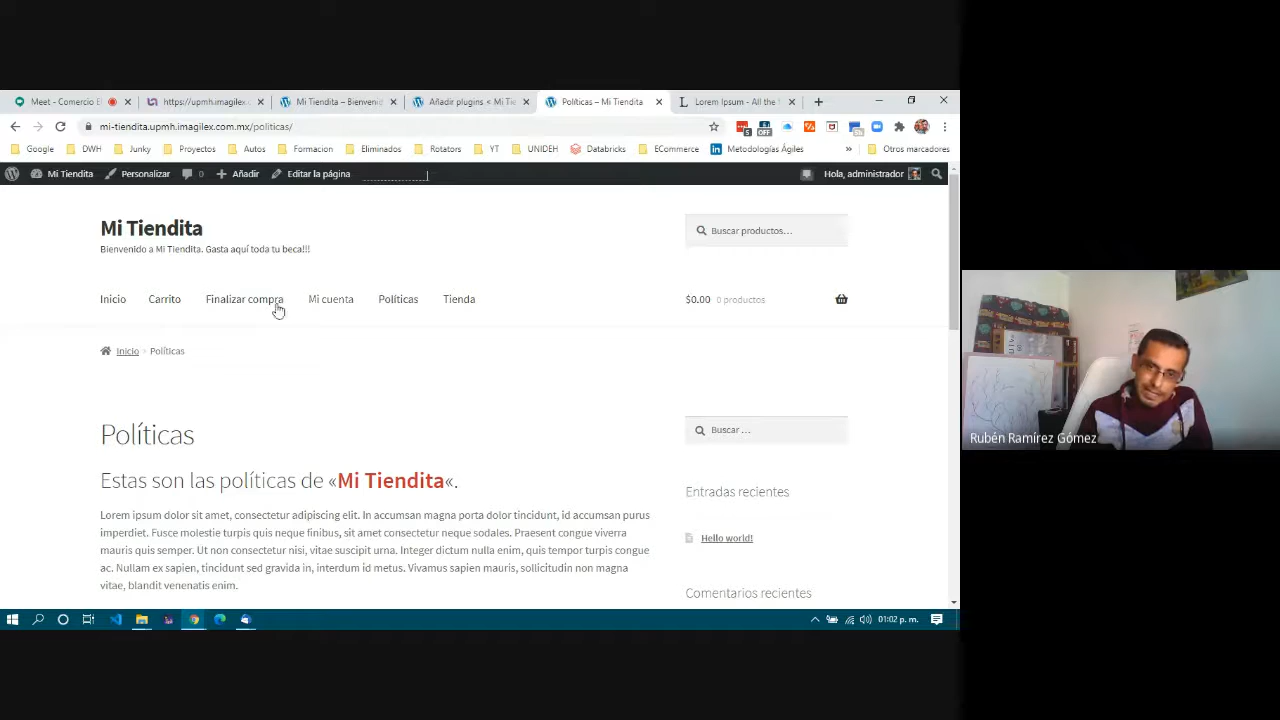 Meet - Comercio E
https://upmh.imagilex.c
Mi Tiendita – Bienvenid
Añadir plugins < Mi Tie
Políticas – Mi Tiendita
Lorem Ipsum - All the f
mi-tiendita.upmh.imagilex.com.mx/politicas/
5
OFF
Google
DWH
Junky
Proyectos
Autos
Formacion
Eliminados
Rotators
YT
UNIDEH
Databricks
ECommerce
Metodologías Ágiles
»
Otros marcadores
Mi Tiendita
Personalizar
0
Añadir
Editar la página
Hola, administrador
Mi Tiendita
Bienvenido a Mi Tiendita. Gasta aquí toda tu beca!!!
Buscar productos…
Inicio
Carrito
Finalizar compra
Mi cuenta
Políticas
Tienda
$0.00 0 productos
Inicio › Políticas
Políticas
Buscar …
Estas son las políticas de «Mi Tiendita«.
Lorem ipsum dolor sit amet, consectetur adipiscing elit. In accumsan magna porta dolor tincidunt, id accumsan purus
imperdiet. Fusce molestie turpis quis neque finibus, sit amet consectetur neque sodales. Praesent congue viverra
mauris quis semper. Ut non consectetur nisi, vitae suscipit urna. Integer dictum nulla enim, quis tempor turpis congue
ac. Nullam ex sapien, tincidunt sed gravida in, interdum id metus. Vivamus sapien mauris, sollicitudin non magna
vitae, blandit venenatis enim.
Entradas recientes
Hello world!
Comentarios recientes
01:02 p. m.
Rubén Ramírez Gómez